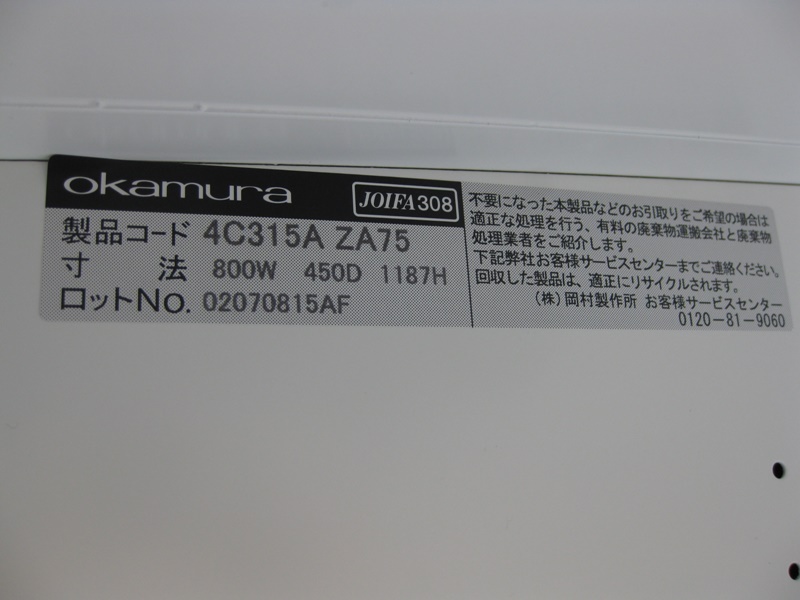 okamura JOIFA308
製品コード 4C315A ZA75
寸 法 800W 450D 1187H
ロットNo. 02070815AF
不要になった本製品などのお引取りをご希望の場合は
適正な処理を行う、有料の廃棄物運搬会社と廃棄物
処理業者をご紹介します。
下記弊社お客様サービスセンターまでご連絡ください。
回収した製品は、適正にリサイクルされます。
(株)岡村製作所 お客様サービスセンター
0120-81-9060